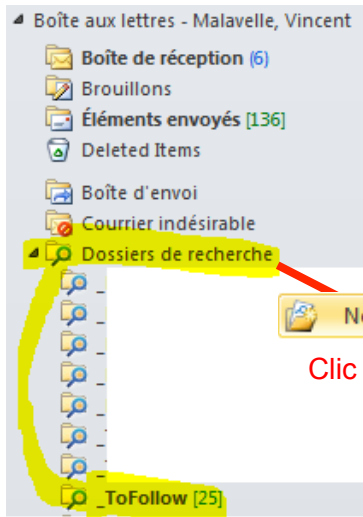 Boîte aux lettres - Malavelle, Vincent
Boîte de réception (6)
Brouillons
Éléments envoyés [136]
Deleted Items
Boîte d'envoi
Courrier indésirable
Dossiers de recherche
_
_
_
_
_
_
_
Clic
_ToFollow [25]